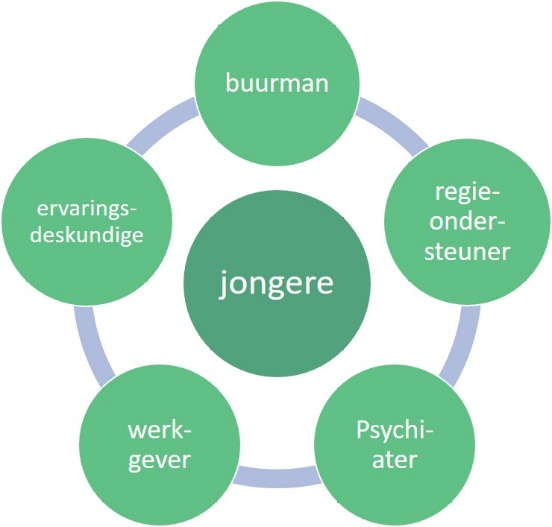 buurman
regie-
onder-
steuner
Psychi-
ater
werk-
gever
ervarings-
deskundige
jongere